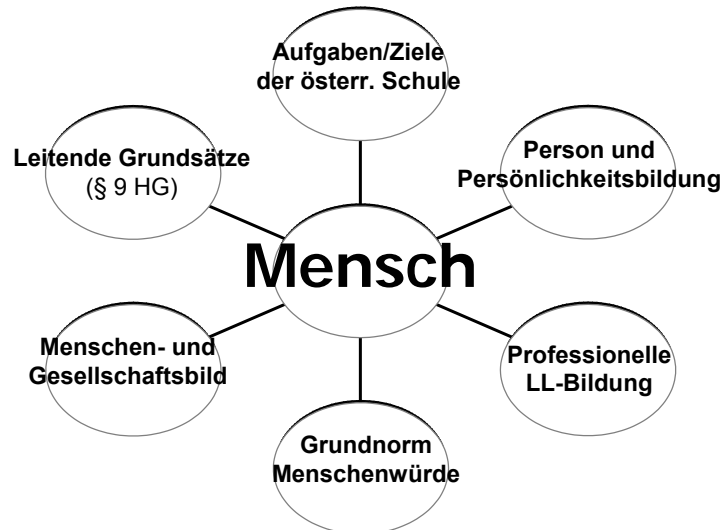 Aufgaben/Ziele
der österr. Schule
Leitende Grundsätze
(§ 9 HG)
Person und
Persönlichkeitsbildung
Mensch
Menschen- und
Gesellschaftsbild
Professionelle
LL-Bildung
Grundnorm
Menschenwürde